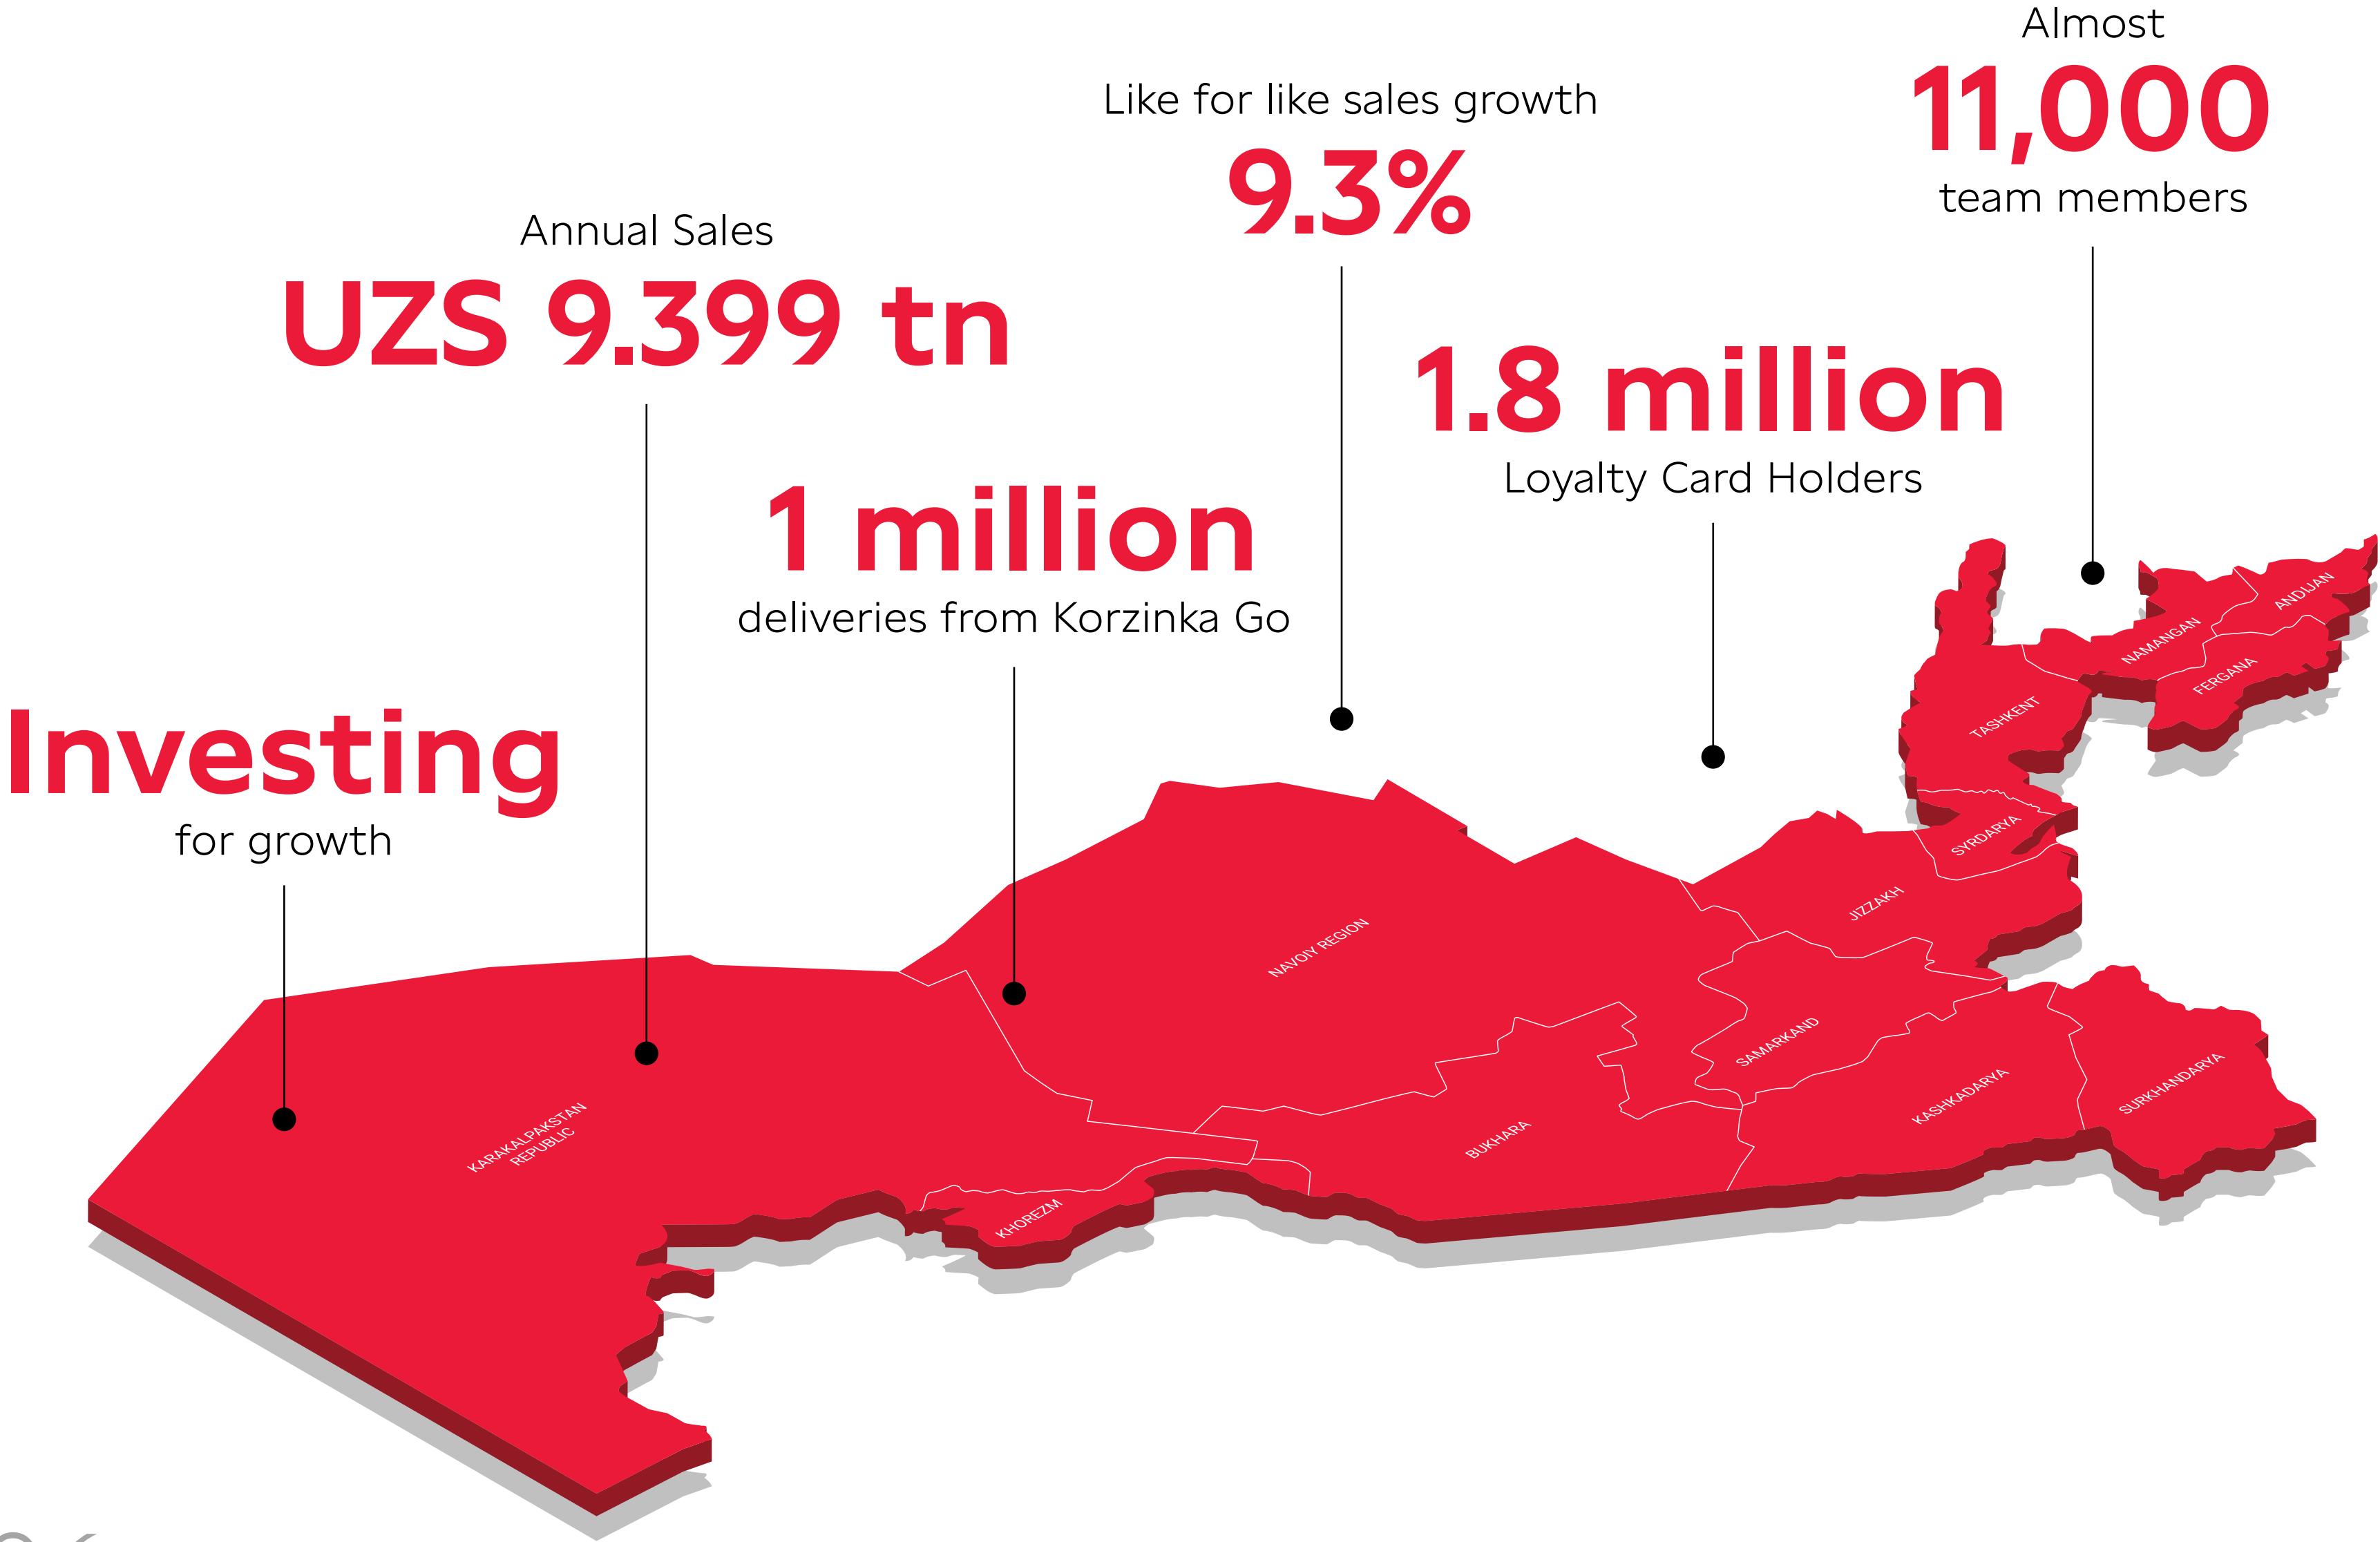 Almost
11,000
team members
Like for like sales growth
9.3%
Annual Sales
UZS 9.399 tn
1.8 million
Loyalty Card Holders
1 million
deliveries from Korzinka Go
Investing
for growth
ANDIJAN
NAMANGAN
FERGANA
TASHKENT
SYRDARYA
JIZZAKH
NAVOIY REGION
SAMARKAND
KASHKADARYA
SURKHANDARYA
BUKHARA
KARAKALPAKSTAN
REPUBLIC
KHOREZM